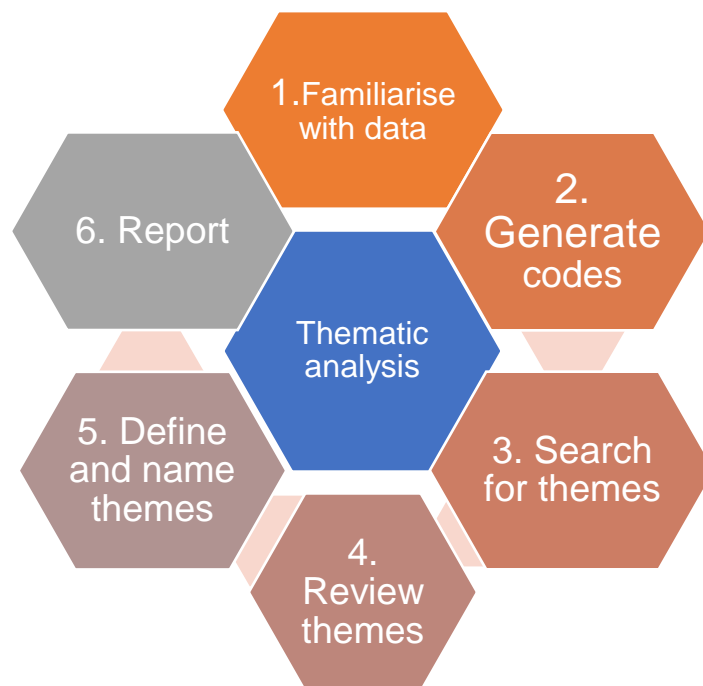 1.Familiarise
with data
2.
Generate
codes
3. Search
for themes
4.
Review
themes
5. Define
and name
themes
6. Report
Thematic
analysis